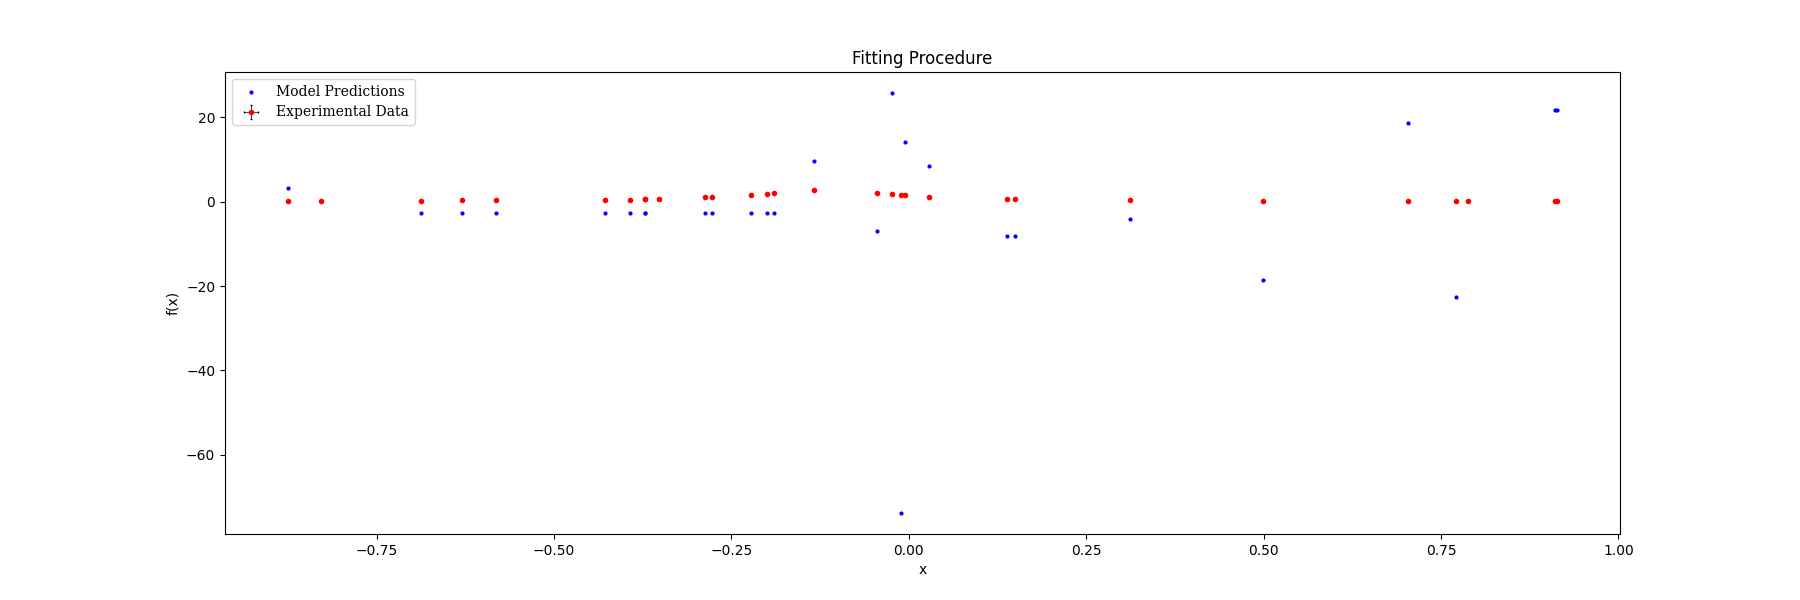 Fitting Procedure
Model Predictions
Experimental Data
f(x)
20
0
−20
−40
−60
−0.75
−0.50
−0.25
0.00
0.25
0.50
0.75
1.00
x